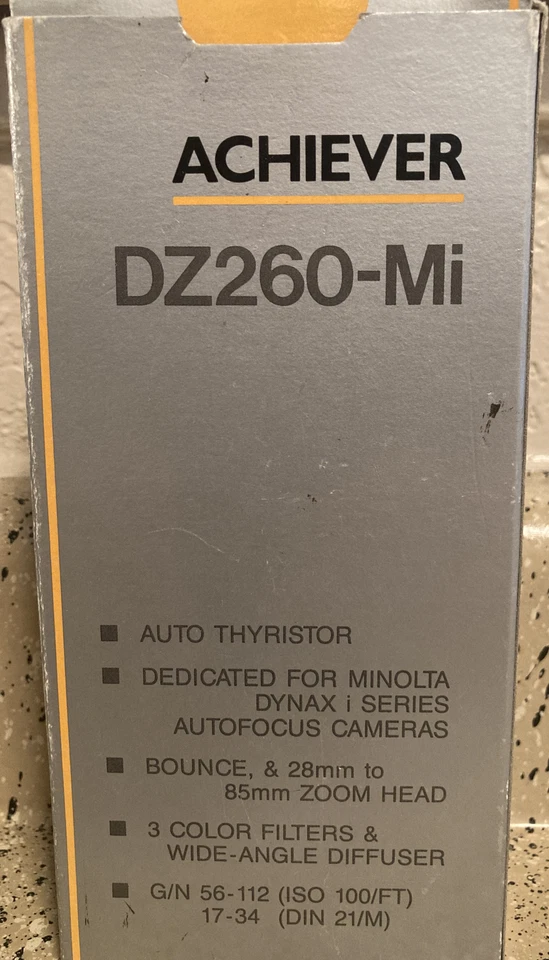 ACHIEVER
DZ260-Mi
AUTO THYRISTOR
DEDICATED FOR MINOLTA
DYNAX i SERIES
AUTOFOCUS CAMERAS
BOUNCE, & 28mm to
85mm ZOOM HEAD
3 COLOR FILTERS &
WIDE-ANGLE DIFFUSER
G/N 56-112 (ISO 100/FT)
17-34 (DIN 21/M)